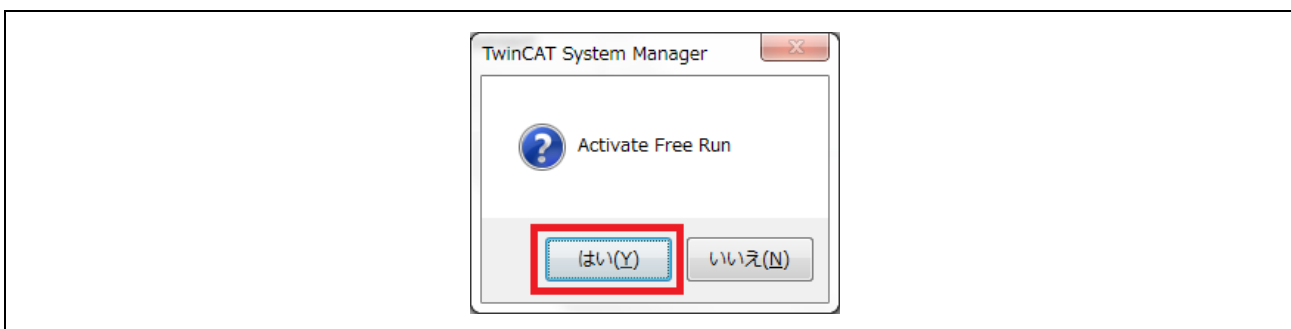 TwinCAT System Manager
Activate Free Run
はい(Y) いいえ(N)